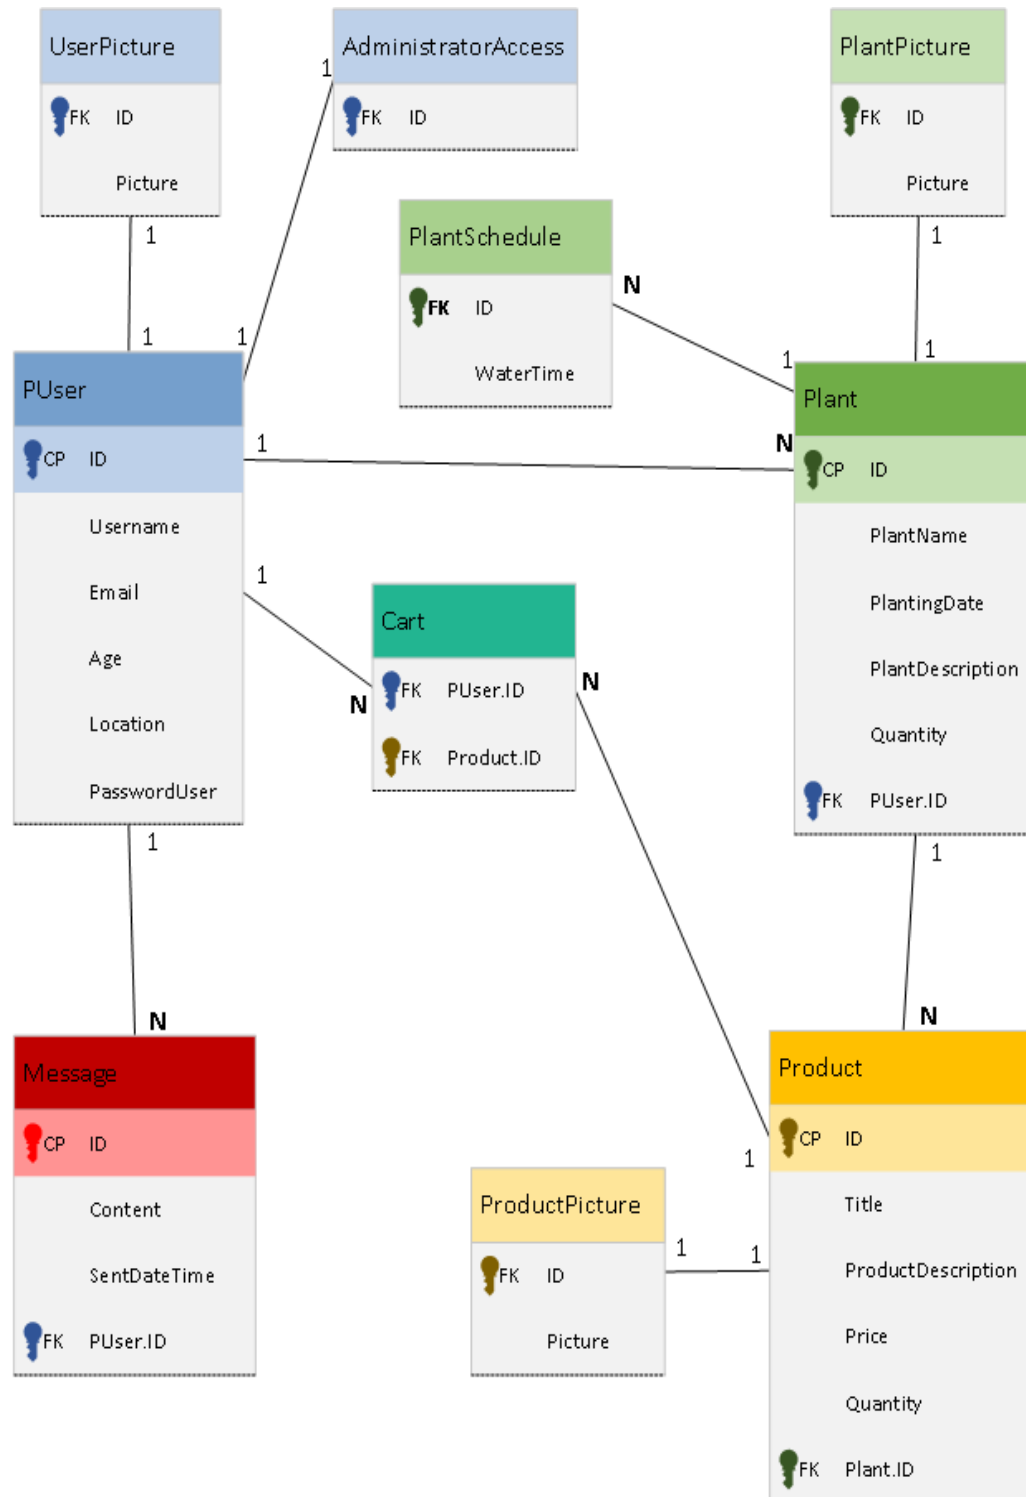 UserPicture
FK ID
Picture
1
1
AdministratorAccess
FK ID
1
1
PlantPicture
FK ID
Picture
1
1
PlantSchedule
FK ID
WaterTime
N
1
PUser
CP ID
Username
Email
Age
Location
PasswordUser
1
N
1
N
1
N
Cart
FK PUser.ID
FK Product.ID
N
1
Plant
CP ID
PlantName
PlantingDate
PlantDescription
Quantity
FK PUser.ID
1
N
Message
CP ID
Content
SentDateTime
FK PUser.ID
ProductPicture
FK ID
Picture
1
1
Product
CP ID
Title
ProductDescription
Price
Quantity
FK Plant.ID